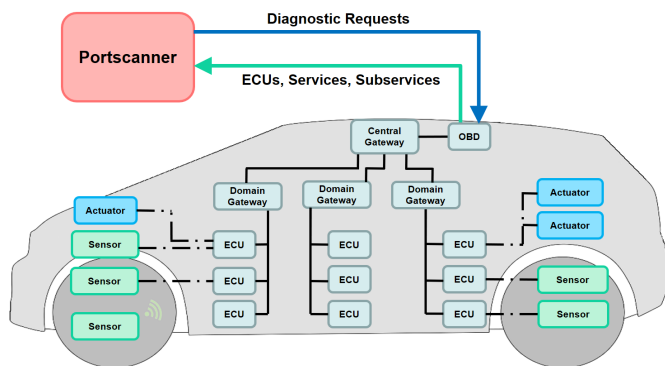 Diagnostic Requests
Portscanner
ECUs, Services, Subservices
Central
Gateway
OBD
Domain
Gateway
Domain
Gateway
Domain
Gateway
Actuator
Actuator
Actuator
Sensor
ECU
ECU
ECU
Sensor
ECU
ECU
ECU
Sensor
Sensor
ECU
ECU
ECU
Sensor